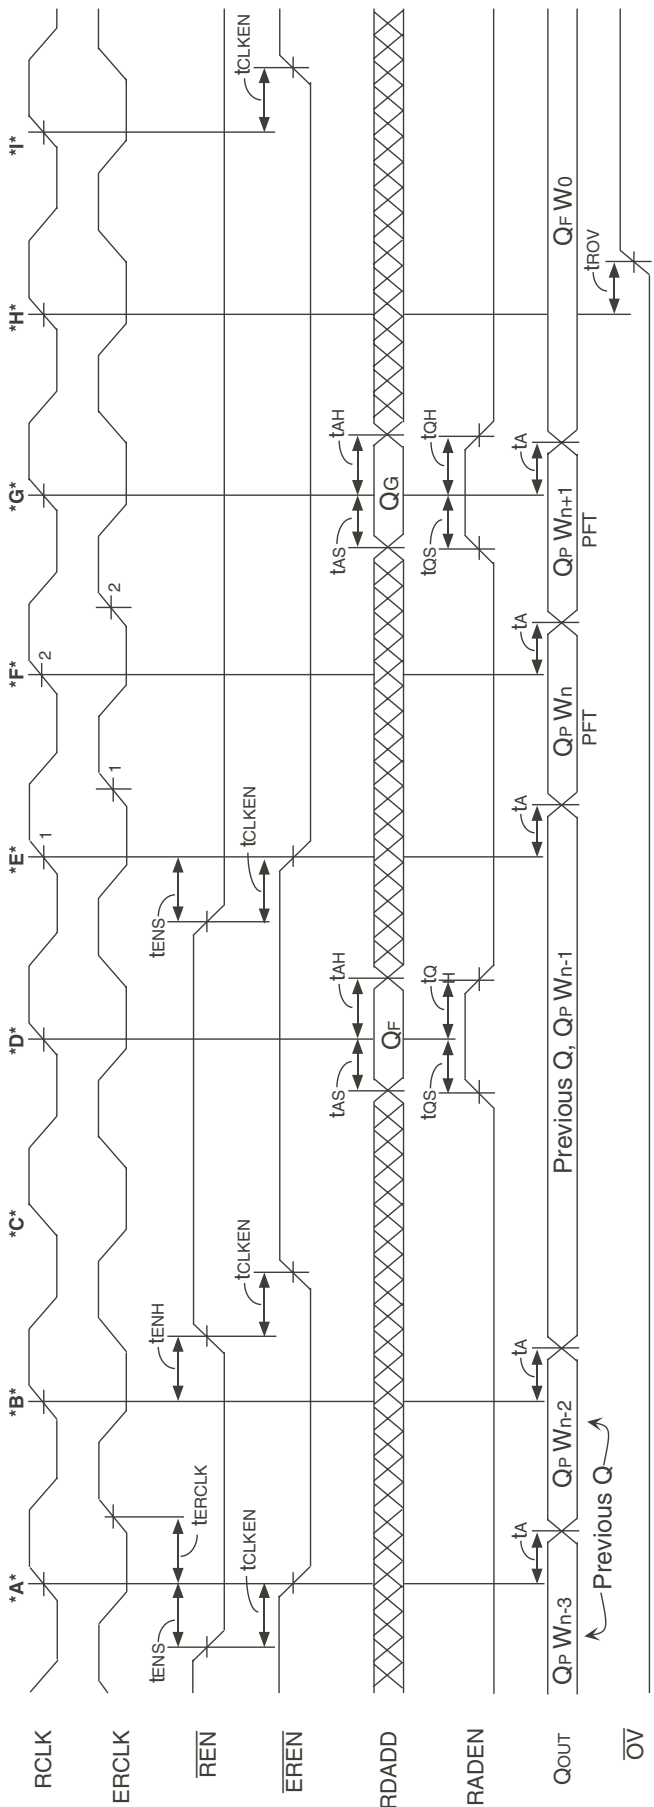 *A* *B* *C* *D* *E* *F* *G* *H* *I*
RCLK 1 2
ERCLK 1 2
tERCLK
REN
tENS tENH tENS
EREN
tCLKEN tCLKEN tCLKEN tCLKEN
RDADD
tAS tAH tAS tAH
QF QG
RADEN
tQS tQH tQS tQH
QOUT
tA tA tA tA tA
QP Wn-3 QP Wn-2 Previous Q, QP Wn-1 QP Wn QP Wn+1 QF W0
PFT PFT
Previous Q
OV
tROV